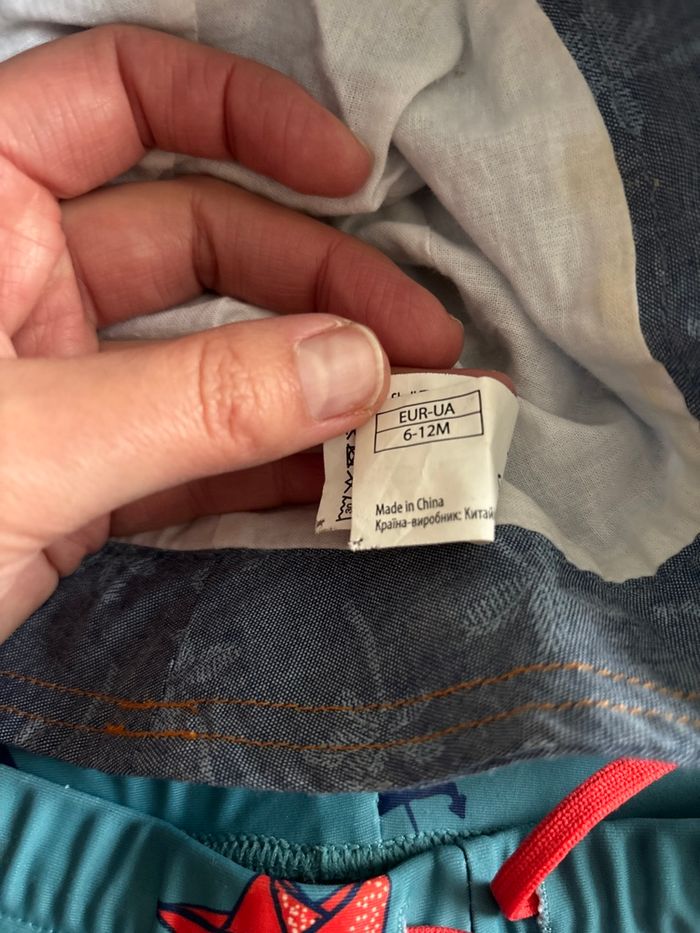 EUR-UA
6-12M
Made in China
Країна-виробник: Китай